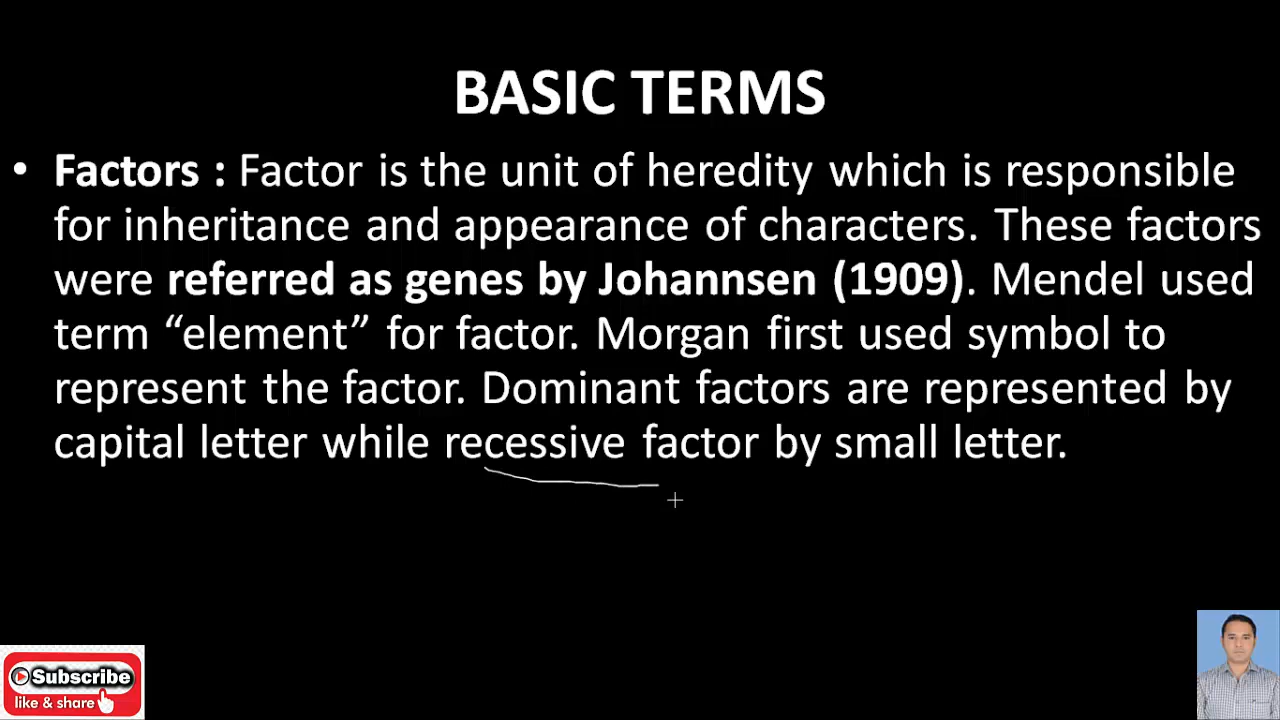 BASIC TERMS
• Factors : Factor is the unit of heredity which is responsible
for inheritance and appearance of characters. These factors
were referred as genes by Johannsen (1909). Mendel used
term “element” for factor. Morgan first used symbol to
represent the factor. Dominant factors are represented by
capital letter while recessive factor by small letter.
Subscribe
like & share